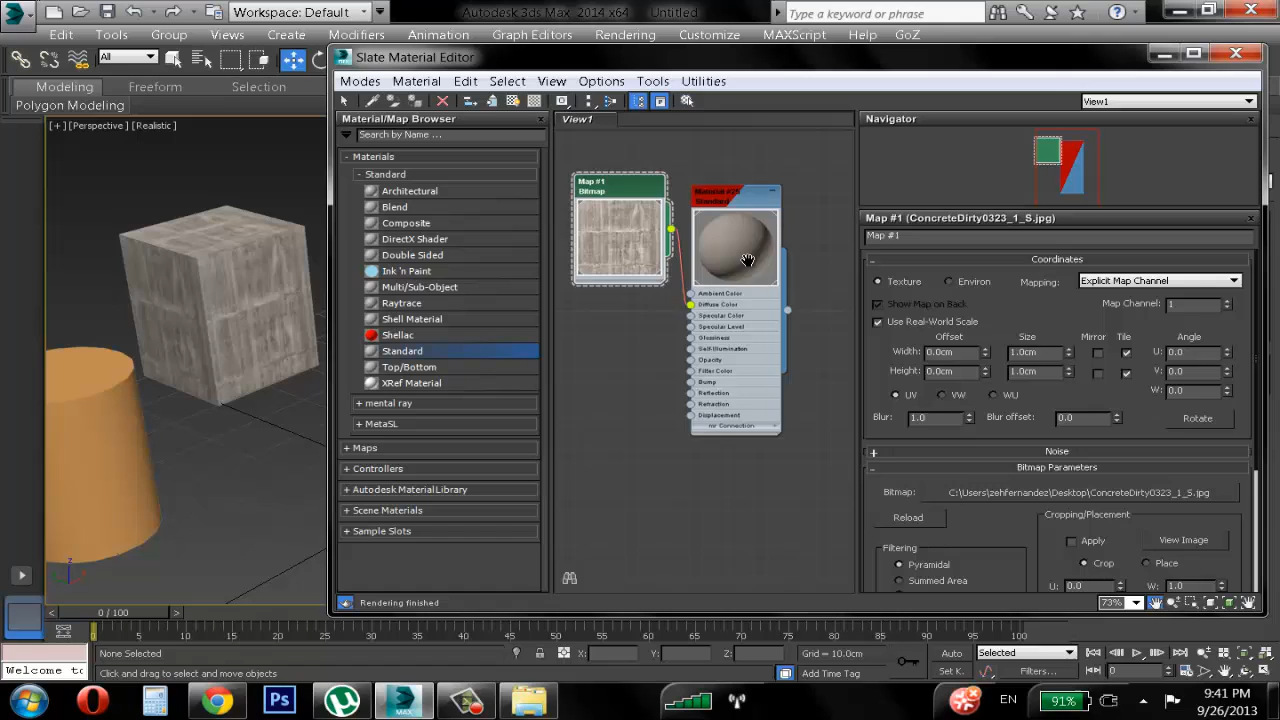 Workspace: Default
Autodesk 3ds Max 2014 x64 Untitled
Type a keyword or phrase
MAX
Edit Tools Group Views Create Modifiers Animation Graph Editors Rendering Customize MAXScript Help GoZ
All
Modeling Freeform Selection
Polygon Modeling
[+] [Perspective] [Realistic]
Slate Material Editor
Modes Material Edit Select View Options Tools Utilities
View1
Material/Map Browser
Search by Name ...
- Materials
- Standard
Architectural
Blend
Composite
DirectX Shader
Double Sided
Ink 'n Paint
Multi/Sub-Object
Raytrace
Shell Material
Shellac
Standard
Top/Bottom
XRef Material
+ mental ray
+ MetaSL
+ Maps
+ Controllers
+ Autodesk Material Library
+ Scene Materials
+ Sample Slots
Rendering finished
View1
Map #1
Bitmap
Standard
Ambient Color
Diffuse Color
Specular Color
Specular Level
Glossiness
Self-Illumination
Opacity
Filter Color
Bump
Reflection
Refraction
Displacement
mr Connection
Navigator
Map #1 (ConcreteDirty0323_1_S.jpg)
Map #1
Coordinates
Texture Environ Mapping: Explicit Map Channel
Show Map on Back Map Channel: 1
Use Real-World Scale
Offset Size Mirror Tile Angle
Width: 0.0cm 1.0cm U: 0.0
Height: 0.0cm 1.0cm V: 0.0
W: 0.0
UV VW WU
Blur: 1.0 Blur offset: 0.0 Rotate
+ Noise
- Bitmap Parameters
Bitmap: C:\Users\zehfernandez\Desktop\ConcreteDirty0323_1_S.jpg
Reload
Cropping/Placement
Apply View Image
Crop Place
U: 0.0 W: 1.0
Filtering
Pyramidal
Summed Area
73%
z
< 0 / 100 >
0 5 10 15 20 25 30 35 40 45 50 55 60 65 70 75 80 85 90 95 100
None Selected X: Y: Z: Grid = 10.0cm Auto Selected
Welcome to Click and drag to select and move objects Add Time Tag Set K. Filters... 0
Ps
MAX
EN 91% 9:41 PM
9/26/2013